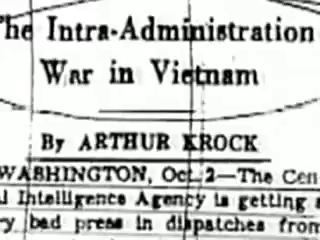 The Intra-Administration
War in Vietnam
By ARTHUR KROCK
WASHINGTON, Oct. 2—The Cen
l Intelligence Agency is getting a
ry bad press in dispatches from